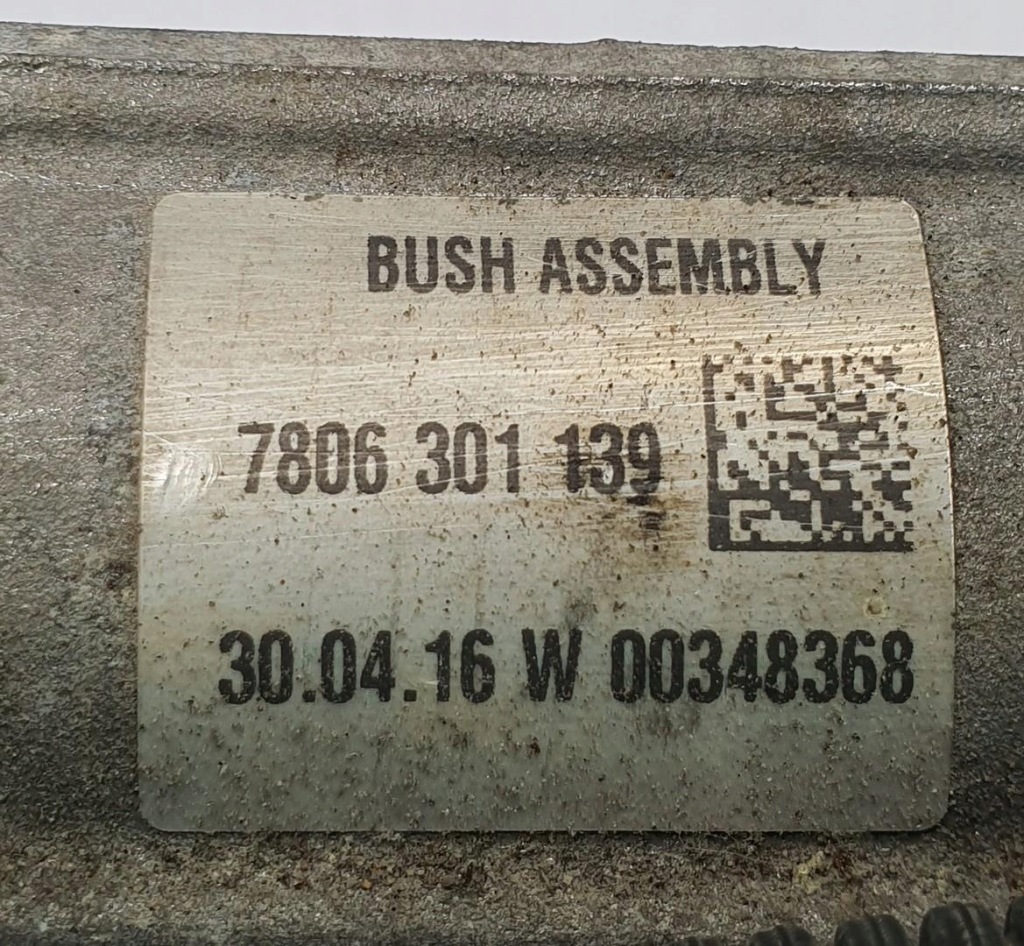 BUSH ASSEMBLY
7806 301 139
30.04.16 W 00348368